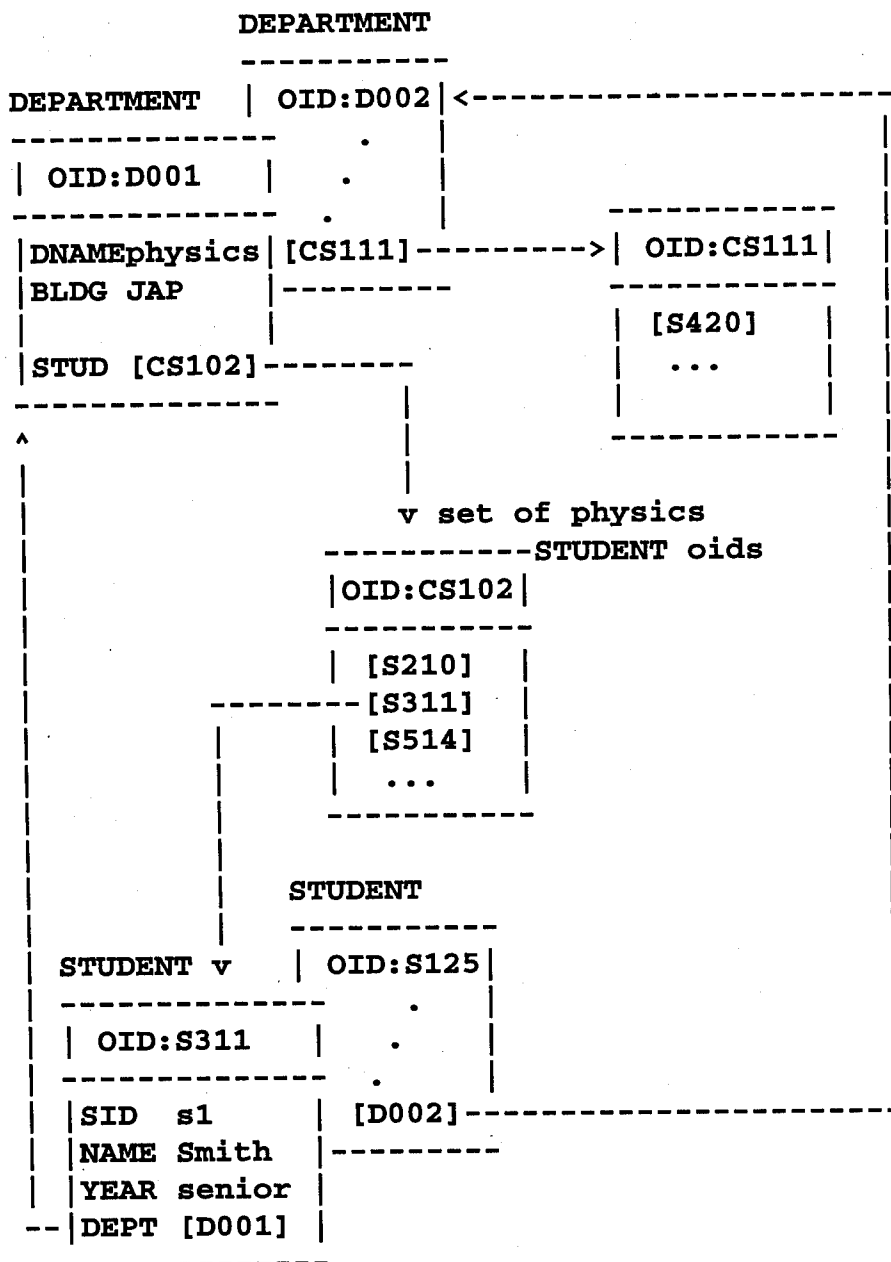 DEPARTMENT
OID:D002
DEPARTMENT
OID:D001
DNAMEphysics
BLDG JAP
STUD [CS102]
[CS111]
OID:CS111
[S420]
...
v set of physics
STUDENT oids
OID:CS102
[S210]
[S311]
[S514]
...
STUDENT
OID:S125
STUDENT v
OID:S311
SID s1
NAME Smith
YEAR senior
DEPT [D001]
[D002]